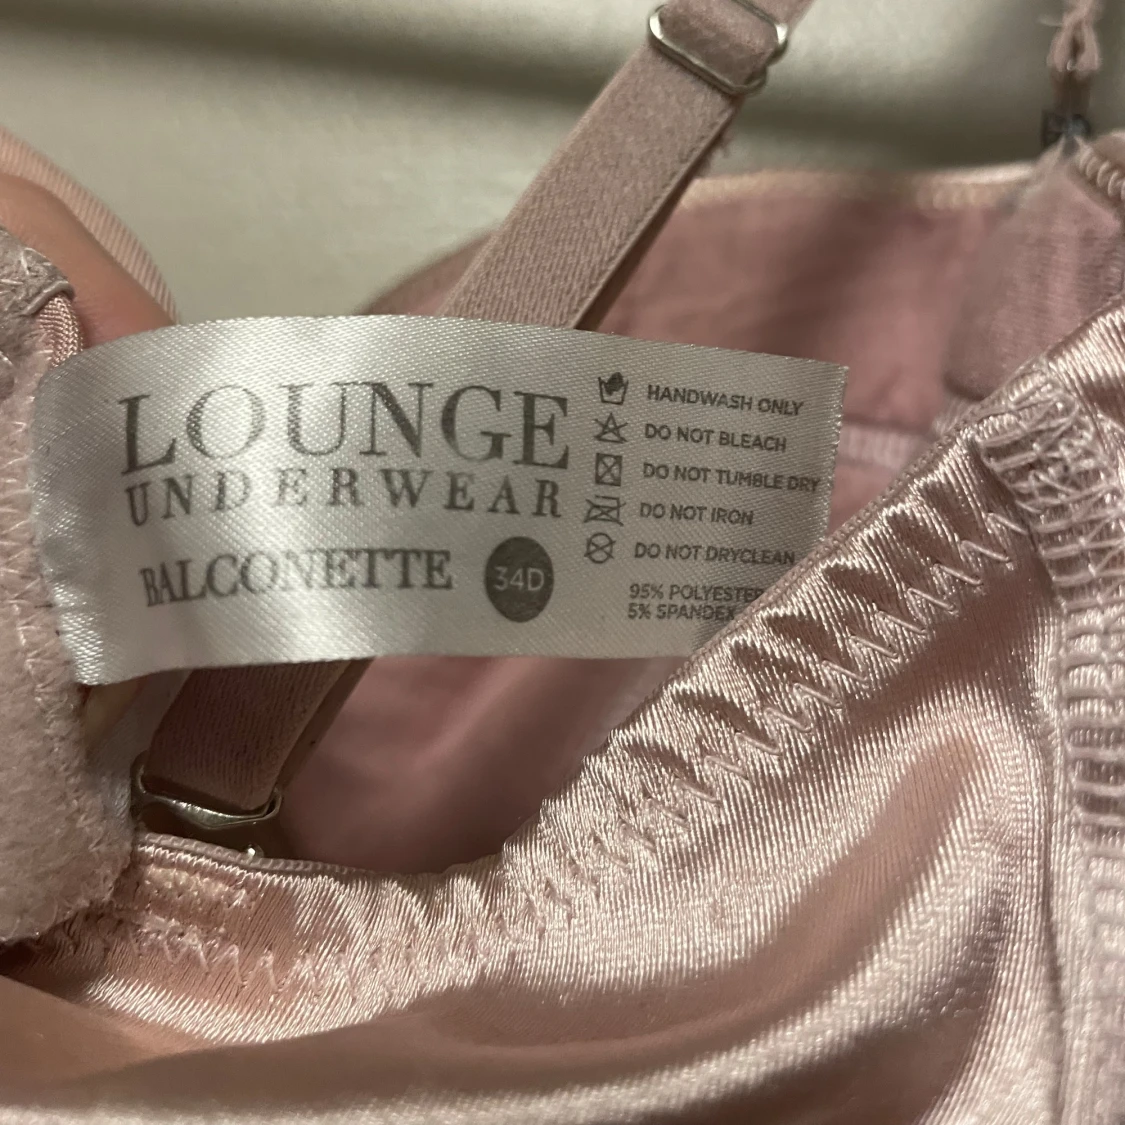 LOUNGE
UNDERWEAR
BALCONETTE
34D
HANDWASH ONLY
DO NOT BLEACH
DO NOT TUMBLE DRY
DO NOT IRON
DO NOT DRYCLEAN
95% POLYESTER
5% SPANDEX